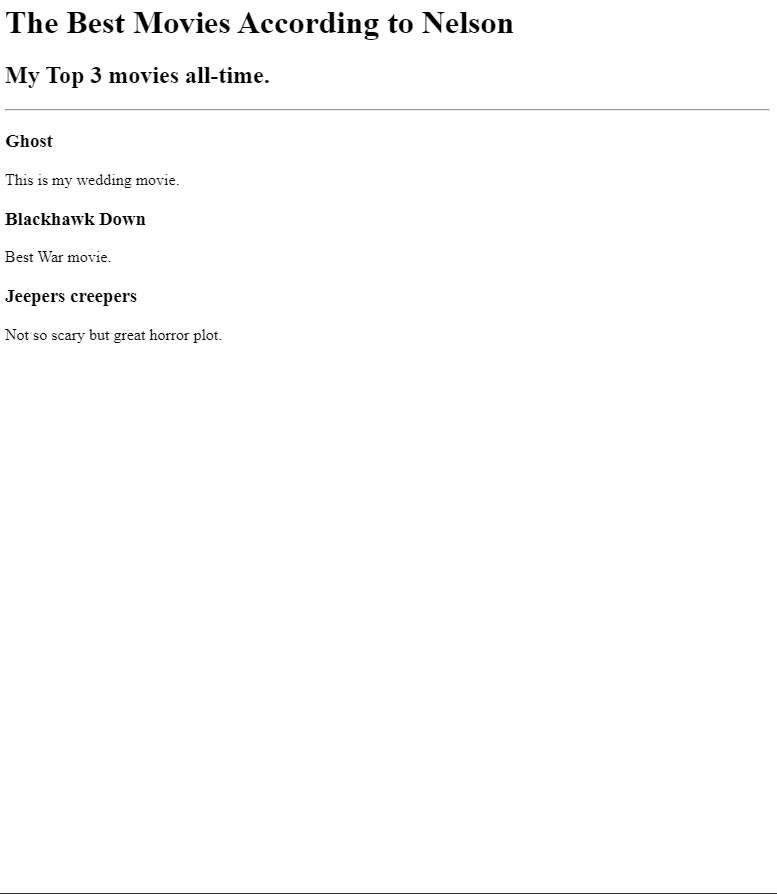 The Best Movies According to Nelson
My Top 3 movies all-time.
Ghost
This is my wedding movie.
Blackhawk Down
Best War movie.
Jeepers creepers
Not so scary but great horror plot.